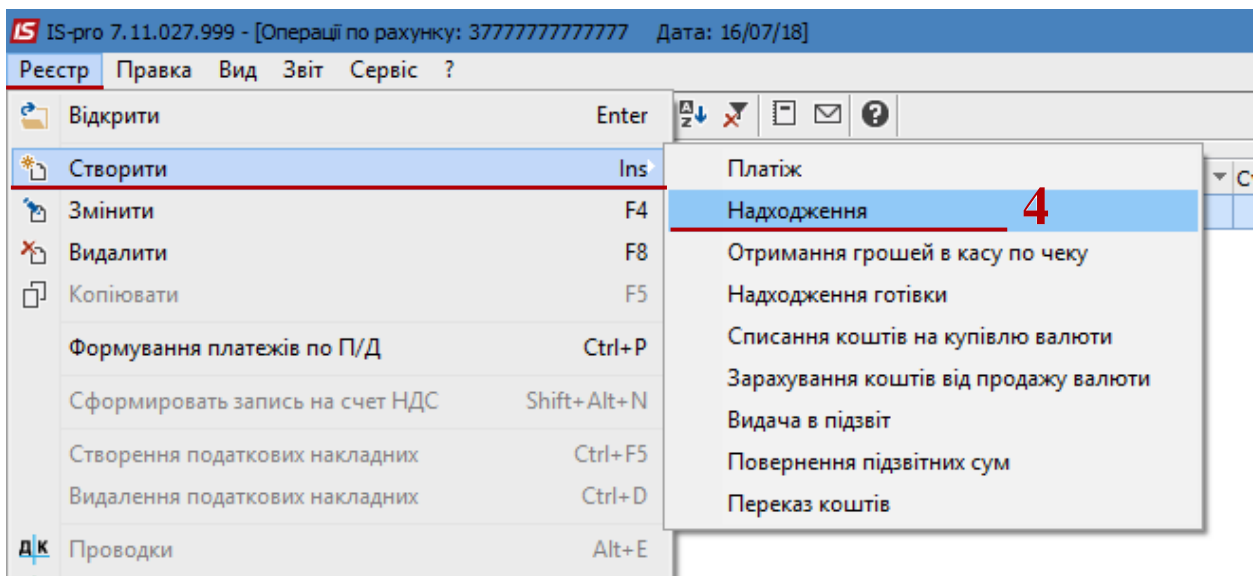 IS IS-pro 7.11.027.999 - [Операції по рахунку: 37777777777777 Дата: 16/07/18]
Реєстр Правка Вид Звіт Сервіс ?
Відкрити Enter
Створити Ins
Змінити F4
Видалити F8
Копіювати F5
Формування платежів по П/Д Ctrl+P
Сформировать запись на счет НДС Shift+Alt+N
Створення податкових накладних Ctrl+F5
Видалення податкових накладних Ctrl+D
Д К Проводки Alt+E
A Z ?
Платіж
Надходження 4
Отримання грошей в касу по чеку
Надходження готівки
Списання коштів на купівлю валюти
Зарахування коштів від продажу валюти
Видача в підзвіт
Повернення підзвітних сум
Переказ коштів